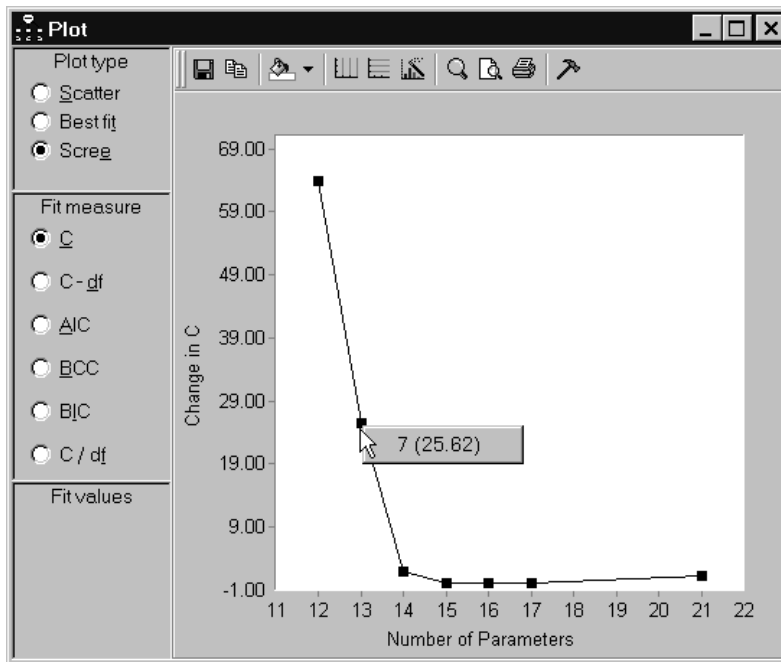 Plot
Plot type
Scatter
Best fit
Scree
Fit measure
C
C - df
AIC
BCC
BIC
C / df
Fit values
69.00
59.00
49.00
39.00
29.00
19.00
9.00
-1.00
Change in C
7 (25.62)
11 12 13 14 15 16 17 18 19 20 21 22
Number of Parameters